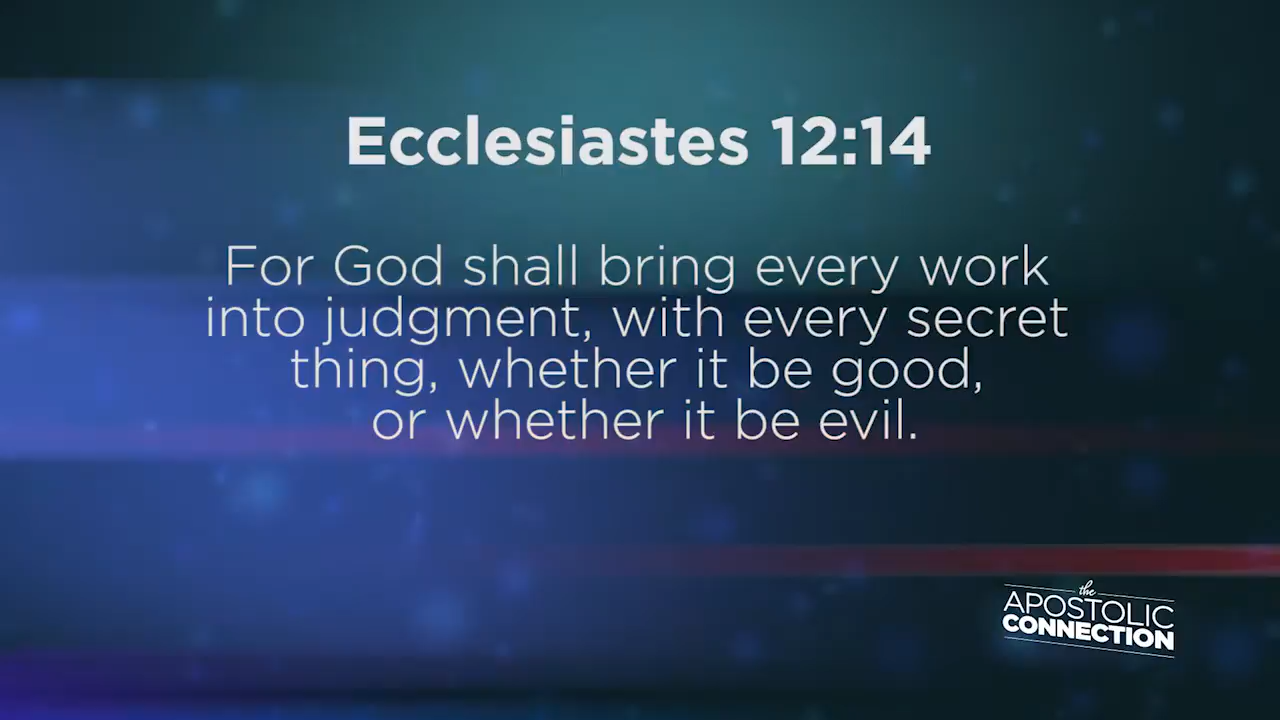 Ecclesiastes 12:14
For God shall bring every work
into judgment, with every secret
thing, whether it be good,
or whether it be evil.
the
APOSTOLIC
CONNECTION